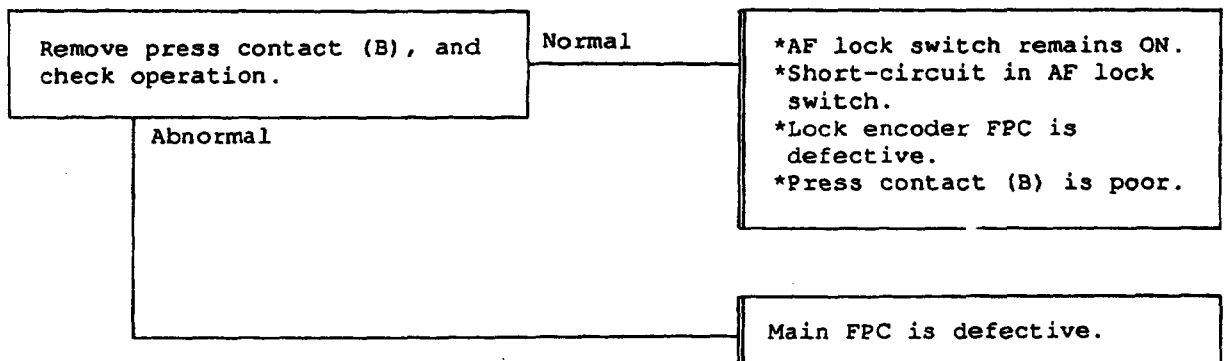 Remove press contact (B), and
check operation.
Normal
*AF lock switch remains ON.
*Short-circuit in AF lock
switch.
*Lock encoder FPC is
defective.
*Press contact (B) is poor.
Abnormal
Main FPC is defective.